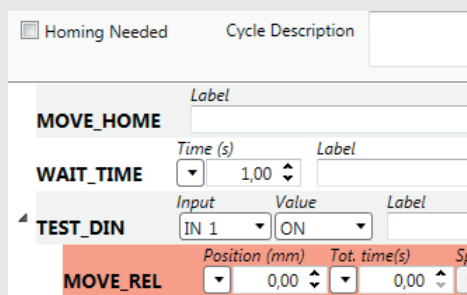 Homing Needed Cycle Description
Label
MOVE_HOME
Time (s) Label
WAIT_TIME 1,00
Input Value Label
TEST_DIN IN 1 ON
Position (mm) Tot. time(s)
MOVE_REL 0,00 0,00